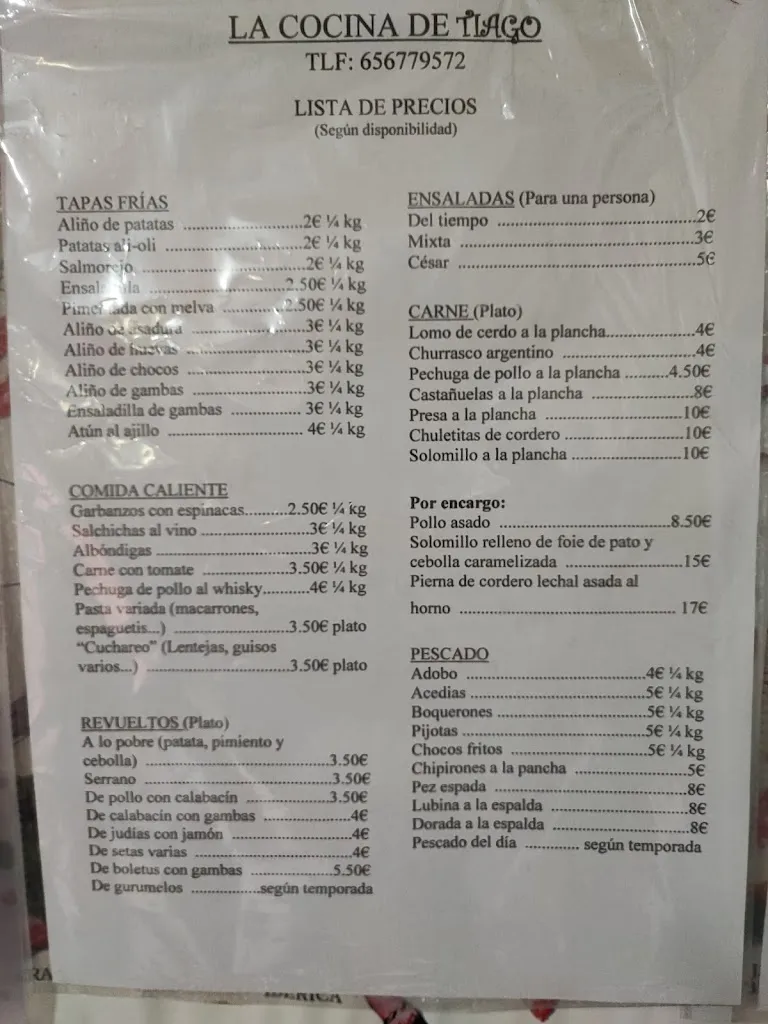 LA COCINA DE TIAGO
TLF: 656779572
LISTA DE PRECIOS
(Según disponibilidad)
TAPAS FRÍAS
Aliño de patatas ........................2€ ¼ kg
Patatas ali-oli ..........................2€ ¼ kg
Salmorejo ................................2€ ¼ kg
.........................2.50€ ¼ kg
con melva ............2.50€ ¼ kg
Aliño de asadura ......................3€ ¼ kg
Aliño de huevas ........................3€ ¼ kg
Aliño de chocos ........................3€ ¼ kg
Aliño de gambas ........................3€ ¼ kg
Ensaladilla de gambas .............. 3€ ¼ kg
Atún al ajillo ........................... 4€ ¼ kg
COMIDA CALIENTE
Garbanzos con espinacas.........2.50€ ¼ kg
Salchichas al vino ......................3€ ¼ kg
Albóndigas ...............................3€ ¼ kg
Carne con tomate ...................3.50€ ¼ kg
Pechuga de pollo al whisky..........4€ ¼ kg
Pasta variada (macarrones,
espaguetis...) .......................3.50€ plato
“Cuchareo” (Lentejas, guisos
varios...) .............................3.50€ plato
REVUELTOS (Plato)
A lo pobre (patata, pimiento y
cebolla) .....................................3.50€
Serrano ......................................3.50€
De pollo con calabacín .................3.50€
De calabacín con gambas .................4€
De judías con jamón .......................4€
De setas varias ................................4€
De boletus con gambas .................5.50€
De gurumelos ..............según temporada
ENSALADAS (Para una persona)
Del tiempo ........................................2€
Mixta ...............................................3€
César ................................................5€
CARNE (Plato)
Lomo de cerdo a la plancha..................4€
Churrasco argentino ...........................4€
Pechuga de pollo a la plancha .........4.50€
Castañuelas a la plancha .....................8€
Presa a la plancha ............................10€
Chuletitas de cordero ........................10€
Solomillo a la plancha .......................10€
Por encargo:
Pollo asado ...................................8.50€
Solomillo relleno de foie de pato y
cebolla caramelizada ........................15€
Pierna de cordero lechal asada al
horno ............................................. 17€
PESCADO
Adobo .....................................4€ ¼ kg
Acedias ....................................5€ ¼ kg
Boquerones ...............................5€ ¼ kg
Pijotas ......................................5€ ¼ kg
Chocos fritos .............................5€ ¼ kg
Chipirones a la pancha .......................5€
Pez espada ........................................8€
Lubina a la espalda ............................8€
Dorada a la espalda ............................8€
Pescado del día ............ según temporada